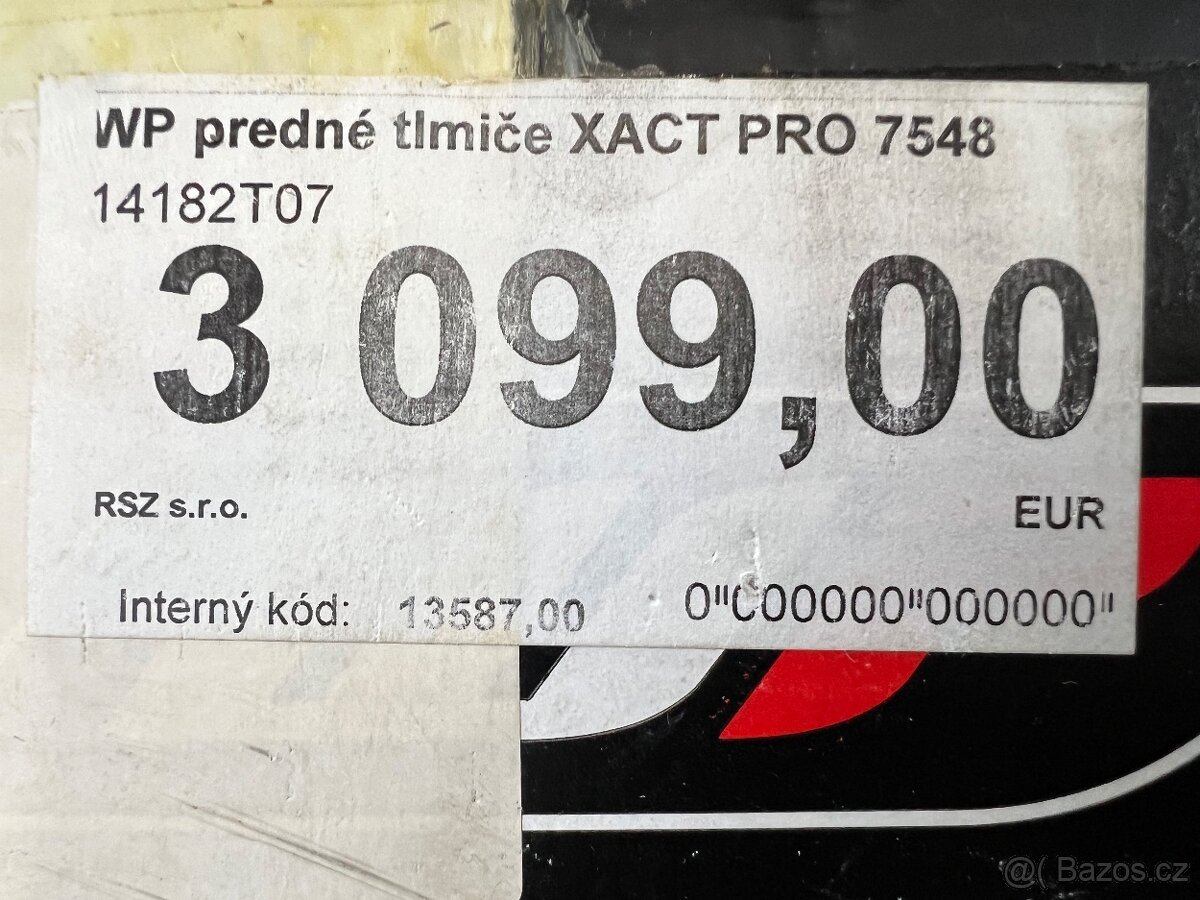 WP predné tlmiče XACT PRO 7548
14182T07
3 099,00
RSZ s.r.o. EUR
Interný kód: 13587,00 0"C00000"000000"
@( Bazos.cz